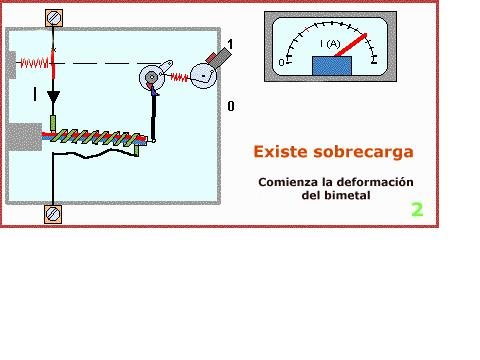 1
I (A)
0
I
0
Existe sobrecarga
Comienza la deformación
del bimetal
2